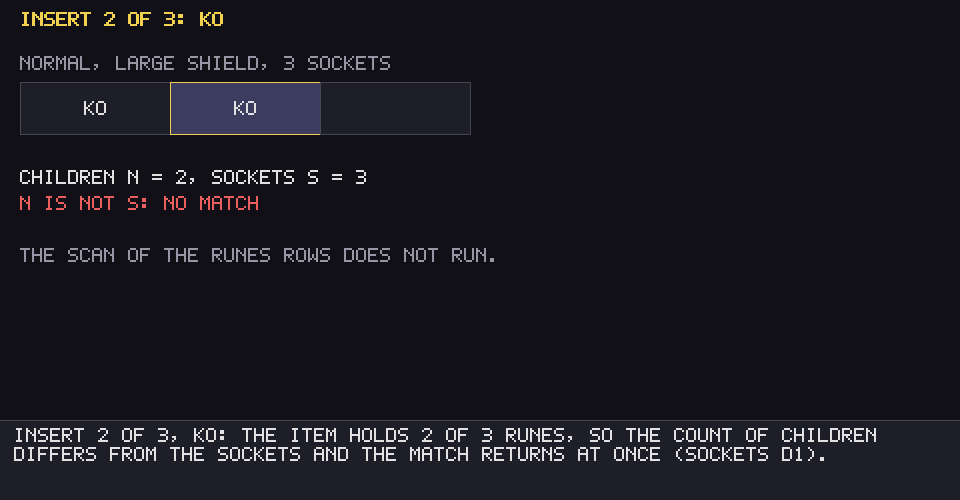 INSERT 2 OF 3: KO
NORMAL, LARGE SHIELD, 3 SOCKETS
KO KO
CHILDREN N = 2, SOCKETS S = 3
N IS NOT S: NO MATCH
THE SCAN OF THE RUNES ROWS DOES NOT RUN.
INSERT 2 OF 3, KO: THE ITEM HOLDS 2 OF 3 RUNES, SO THE COUNT OF CHILDREN
DIFFERS FROM THE SOCKETS AND THE MATCH RETURNS AT ONCE (SOCKETS D1).